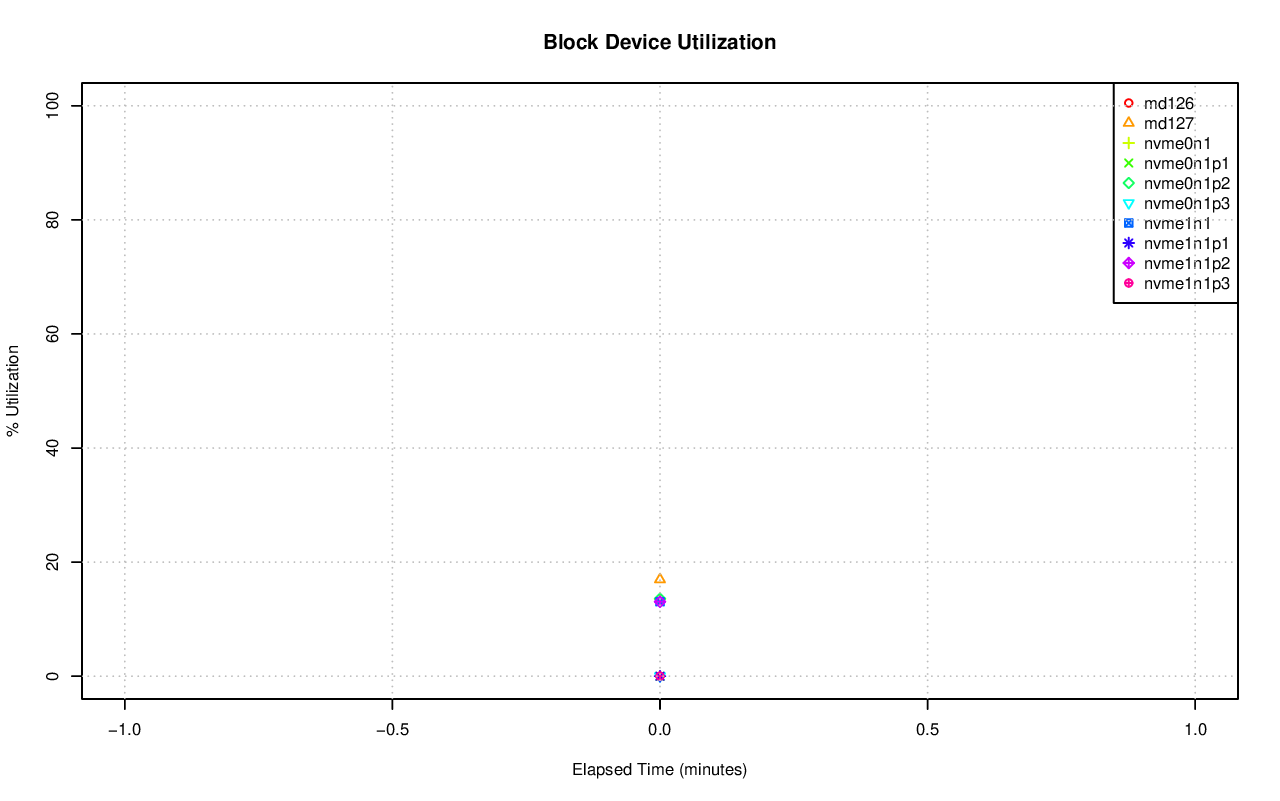 Block Device Utilization
100
80
60
40
20
0
% Utilization
md126
md127
nvme0n1
nvme0n1p1
nvme0n1p2
nvme0n1p3
nvme1n1
nvme1n1p1
nvme1n1p2
nvme1n1p3
−1.0 −0.5 0.0 0.5 1.0
Elapsed Time (minutes)